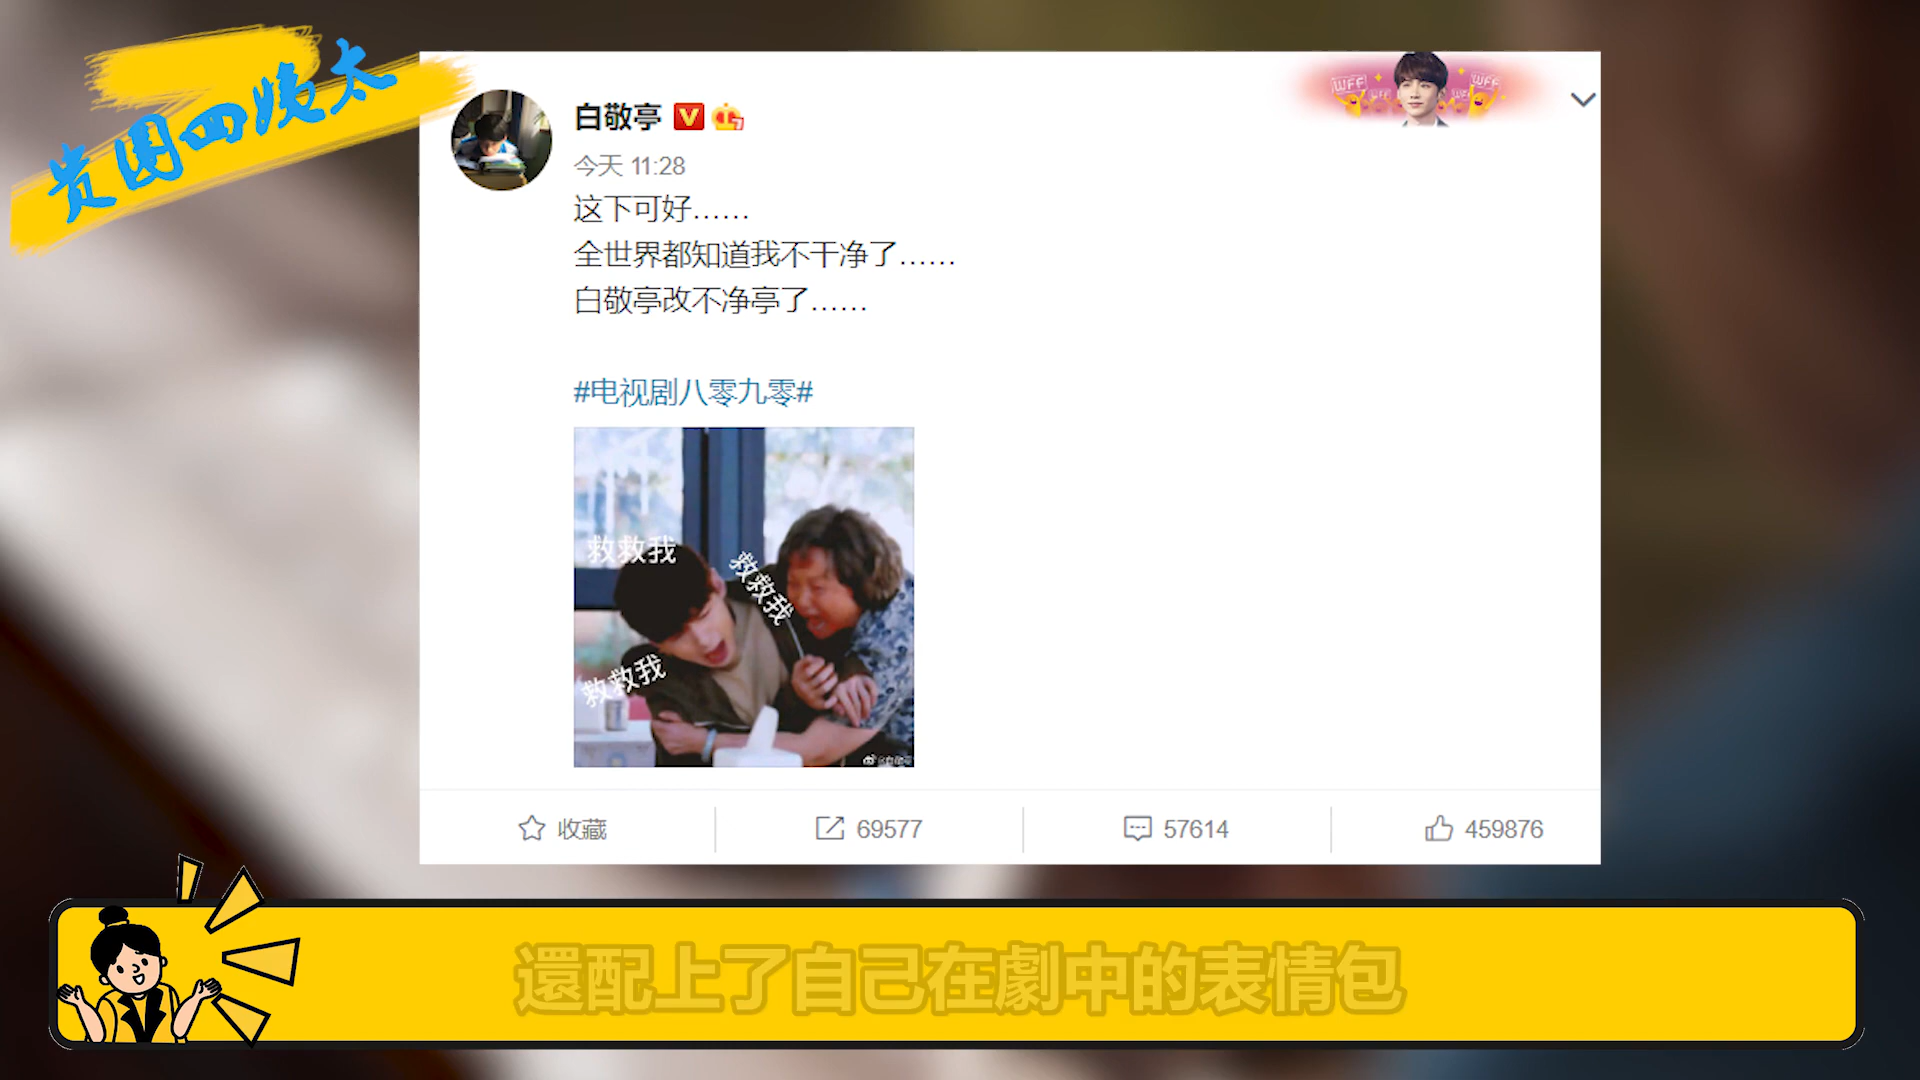 贵圈四姨太
白敬亭
今天 11:28
这下可好……
全世界都知道我不干净了……
白敬亭改不净亭了……
#电视剧八零九零#
WFF
WFF
救救我
救救我
救救我
收藏
69577
57614
459876
還配上了自己在劇中的表情包